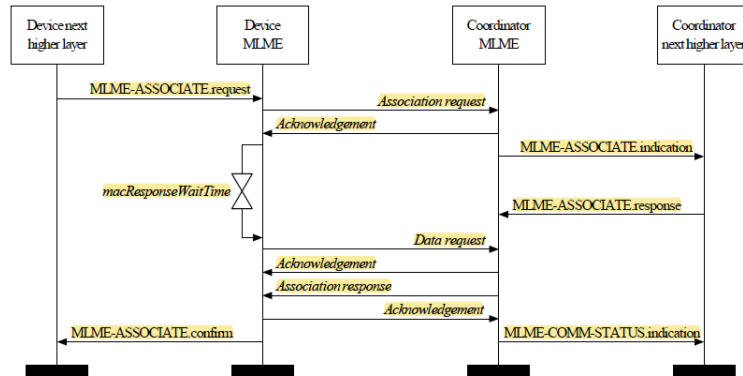 Device next
higher layer
Device
MLME
Coordinator
MLME
Coordinator
next higher layer
MLME-ASSOCIATE.request
Association request
Acknowledgement
MLME-ASSOCIATE.indication
macResponseWaitTime
MLME-ASSOCIATE.response
Data request
Acknowledgement
Association response
Acknowledgement
MLME-ASSOCIATE.confirm
MLME-COMM-STATUS.indication